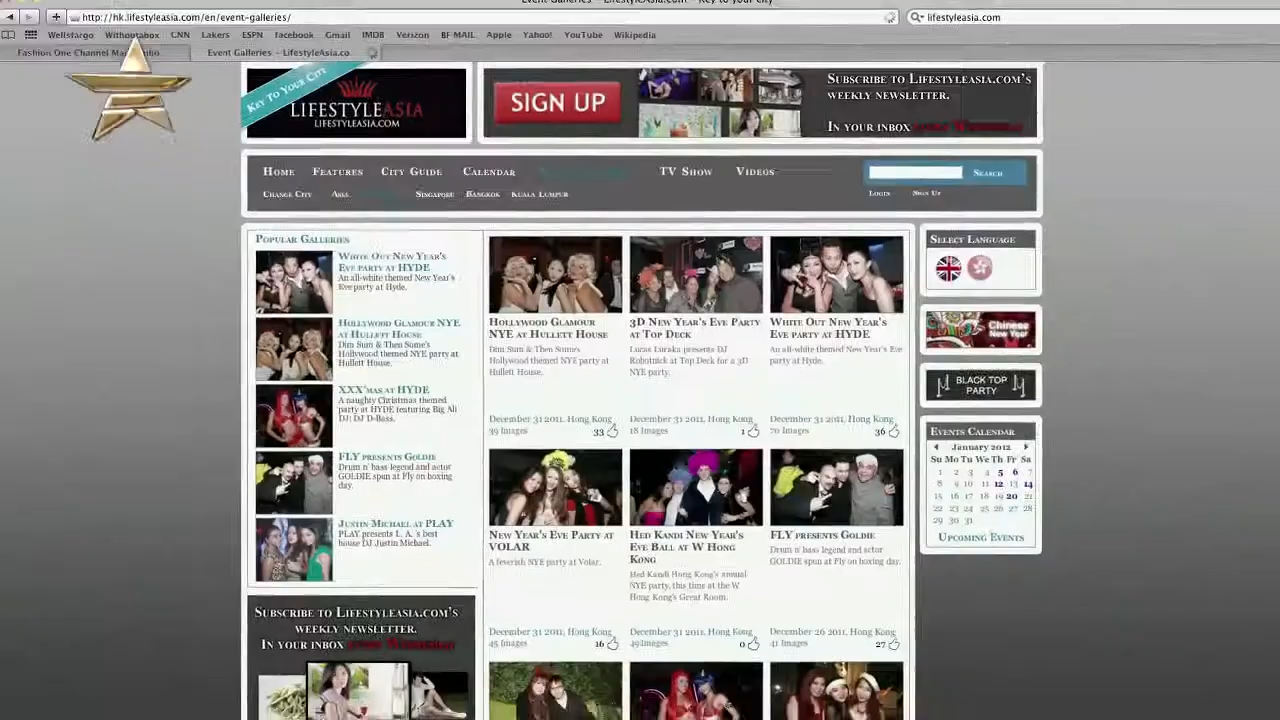 Event Galleries – LifestyleAsia.com – Key to your city
http://hk.lifestyleasia.com/en/event-galleries/
lifestyleasia.com
Wellsfargo Withoutabox CNN Lakers ESPN facebook Gmail IMDB Verizon BF MAIL Apple Yahoo! YouTube Wikipedia
Fashion One Channel
Event Galleries – LifestyleAsia.co
Key To Your City
LIFESTYLEASIA
LIFESTYLEASIA.COM
SIGN UP
Subscribe to Lifestyleasia.com's
weekly newsletter.
In your inbox
Home Features City Guide Calendar TV Show Videos
Search
Change City Asia Singapore Bangkok Kuala Lumpur
Login Sign Up
Popular Galleries
White Out New Year's
Eve party at HYDE
An all-white themed New Year's
Eve party at Hyde.
Hollywood Glamour NYE
at Hullett House
Dim Sum & Then Some's
Hollywood themed NYE party at
Hullett House.
XXX'mas at HYDE
A naughty Christmas themed
party at HYDE featuring Big Ali
DJ: DJ D-Bass.
FLY presents Goldie
Drum n' bass legend and actor
GOLDIE spun at Fly on boxing
day.
Justin Michael at PLAY
PLAY presents L. A. 's best
house DJ Justin Michael.
Subscribe to Lifestyleasia.com's
weekly newsletter.
In your inbox
Hollywood Glamour
NYE at Hullett House
Dim Sum & Then Some's
Hollywood themed NYE party at
Hullett House.
December 31 2011, Hong Kong
39 Images 33
3D New Year's Eve Party
at Top Deck
Lucas Luraka presents DJ
Robotnick at Top Deck for a 3D
NYE party.
December 31 2011, Hong Kong
18 Images 1
White Out New Year's
Eve party at HYDE
An all-white themed New Year's Eve
party at Hyde.
December 31 2011, Hong Kong
70 Images 36
New Year's Eve Party at
VOLAR
A feverish NYE party at Volar.
December 31 2011, Hong Kong
45 Images 16
Hed Kandi New Year's
Eve Ball at W Hong
Kong
Hed Kandi Hong Kong's annual
NYE party, this time at the W
Hong Kong's Great Room.
December 31 2011, Hong Kong
49 Images 0
FLY presents Goldie
Drum n' bass legend and actor
GOLDIE spun at Fly on boxing day.
December 26 2011, Hong Kong
41 Images 27
Select Language
Chinese
New Year
BLACK TOP
PARTY
Events Calendar
January 2012
Su Mo Tu We Th Fr Sa
1 2 3 4 5 6 7
8 9 10 11 12 13 14
15 16 17 18 19 20 21
22 23 24 25 26 27 28
29 30 31
Upcoming Events